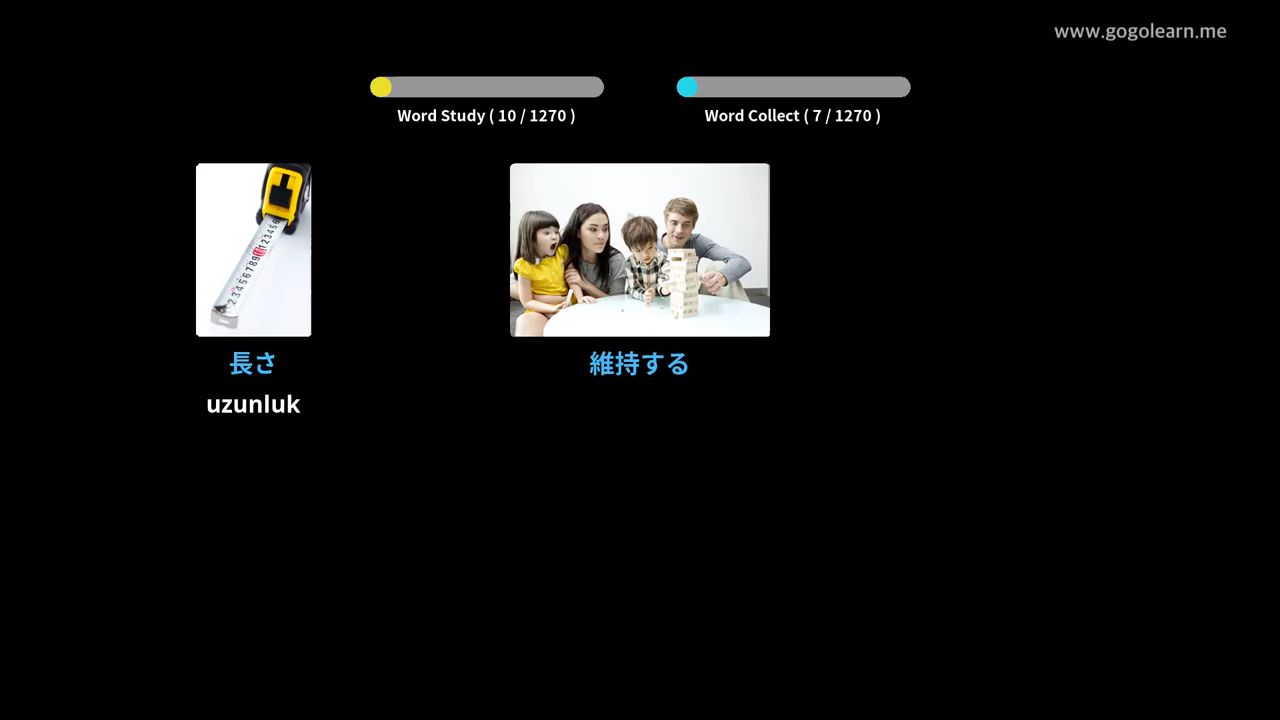 www.gogolearn.me
Word Study ( 10 / 1270 )
Word Collect ( 7 / 1270 )
長さ
uzunluk
維持する